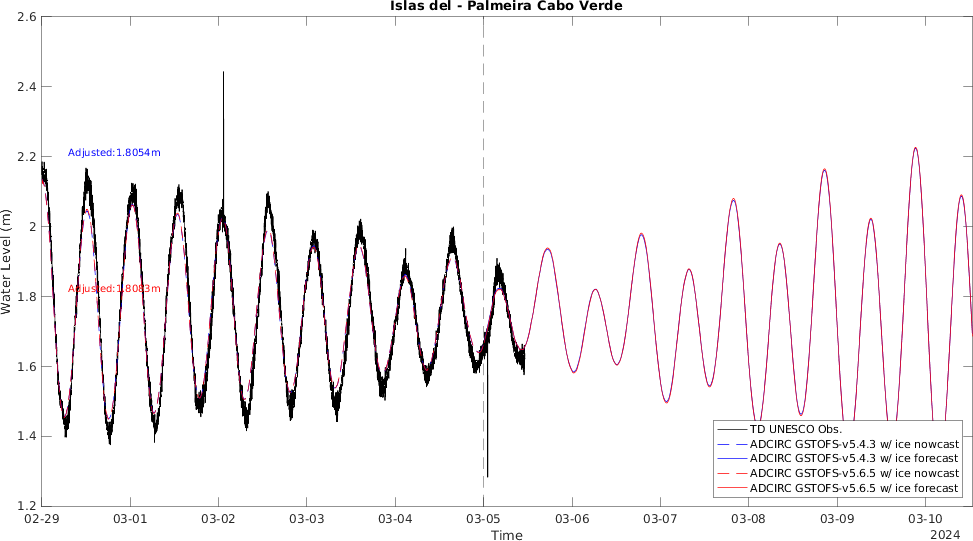 Islas del - Palmeira Cabo Verde
2.6
2.4
2.2
2
1.8
1.6
1.4
1.2
Water Level (m)
Adjusted:1.8054m
Adjusted:1.8083m
TD UNESCO Obs.
ADCIRC GSTOFS-v5.4.3 w/ ice nowcast
ADCIRC GSTOFS-v5.4.3 w/ ice forecast
ADCIRC GSTOFS-v5.6.5 w/ ice nowcast
ADCIRC GSTOFS-v5.6.5 w/ ice forecast
02-29 03-01 03-02 03-03 03-04 03-05 03-06 03-07 03-08 03-09 03-10
Time
2024